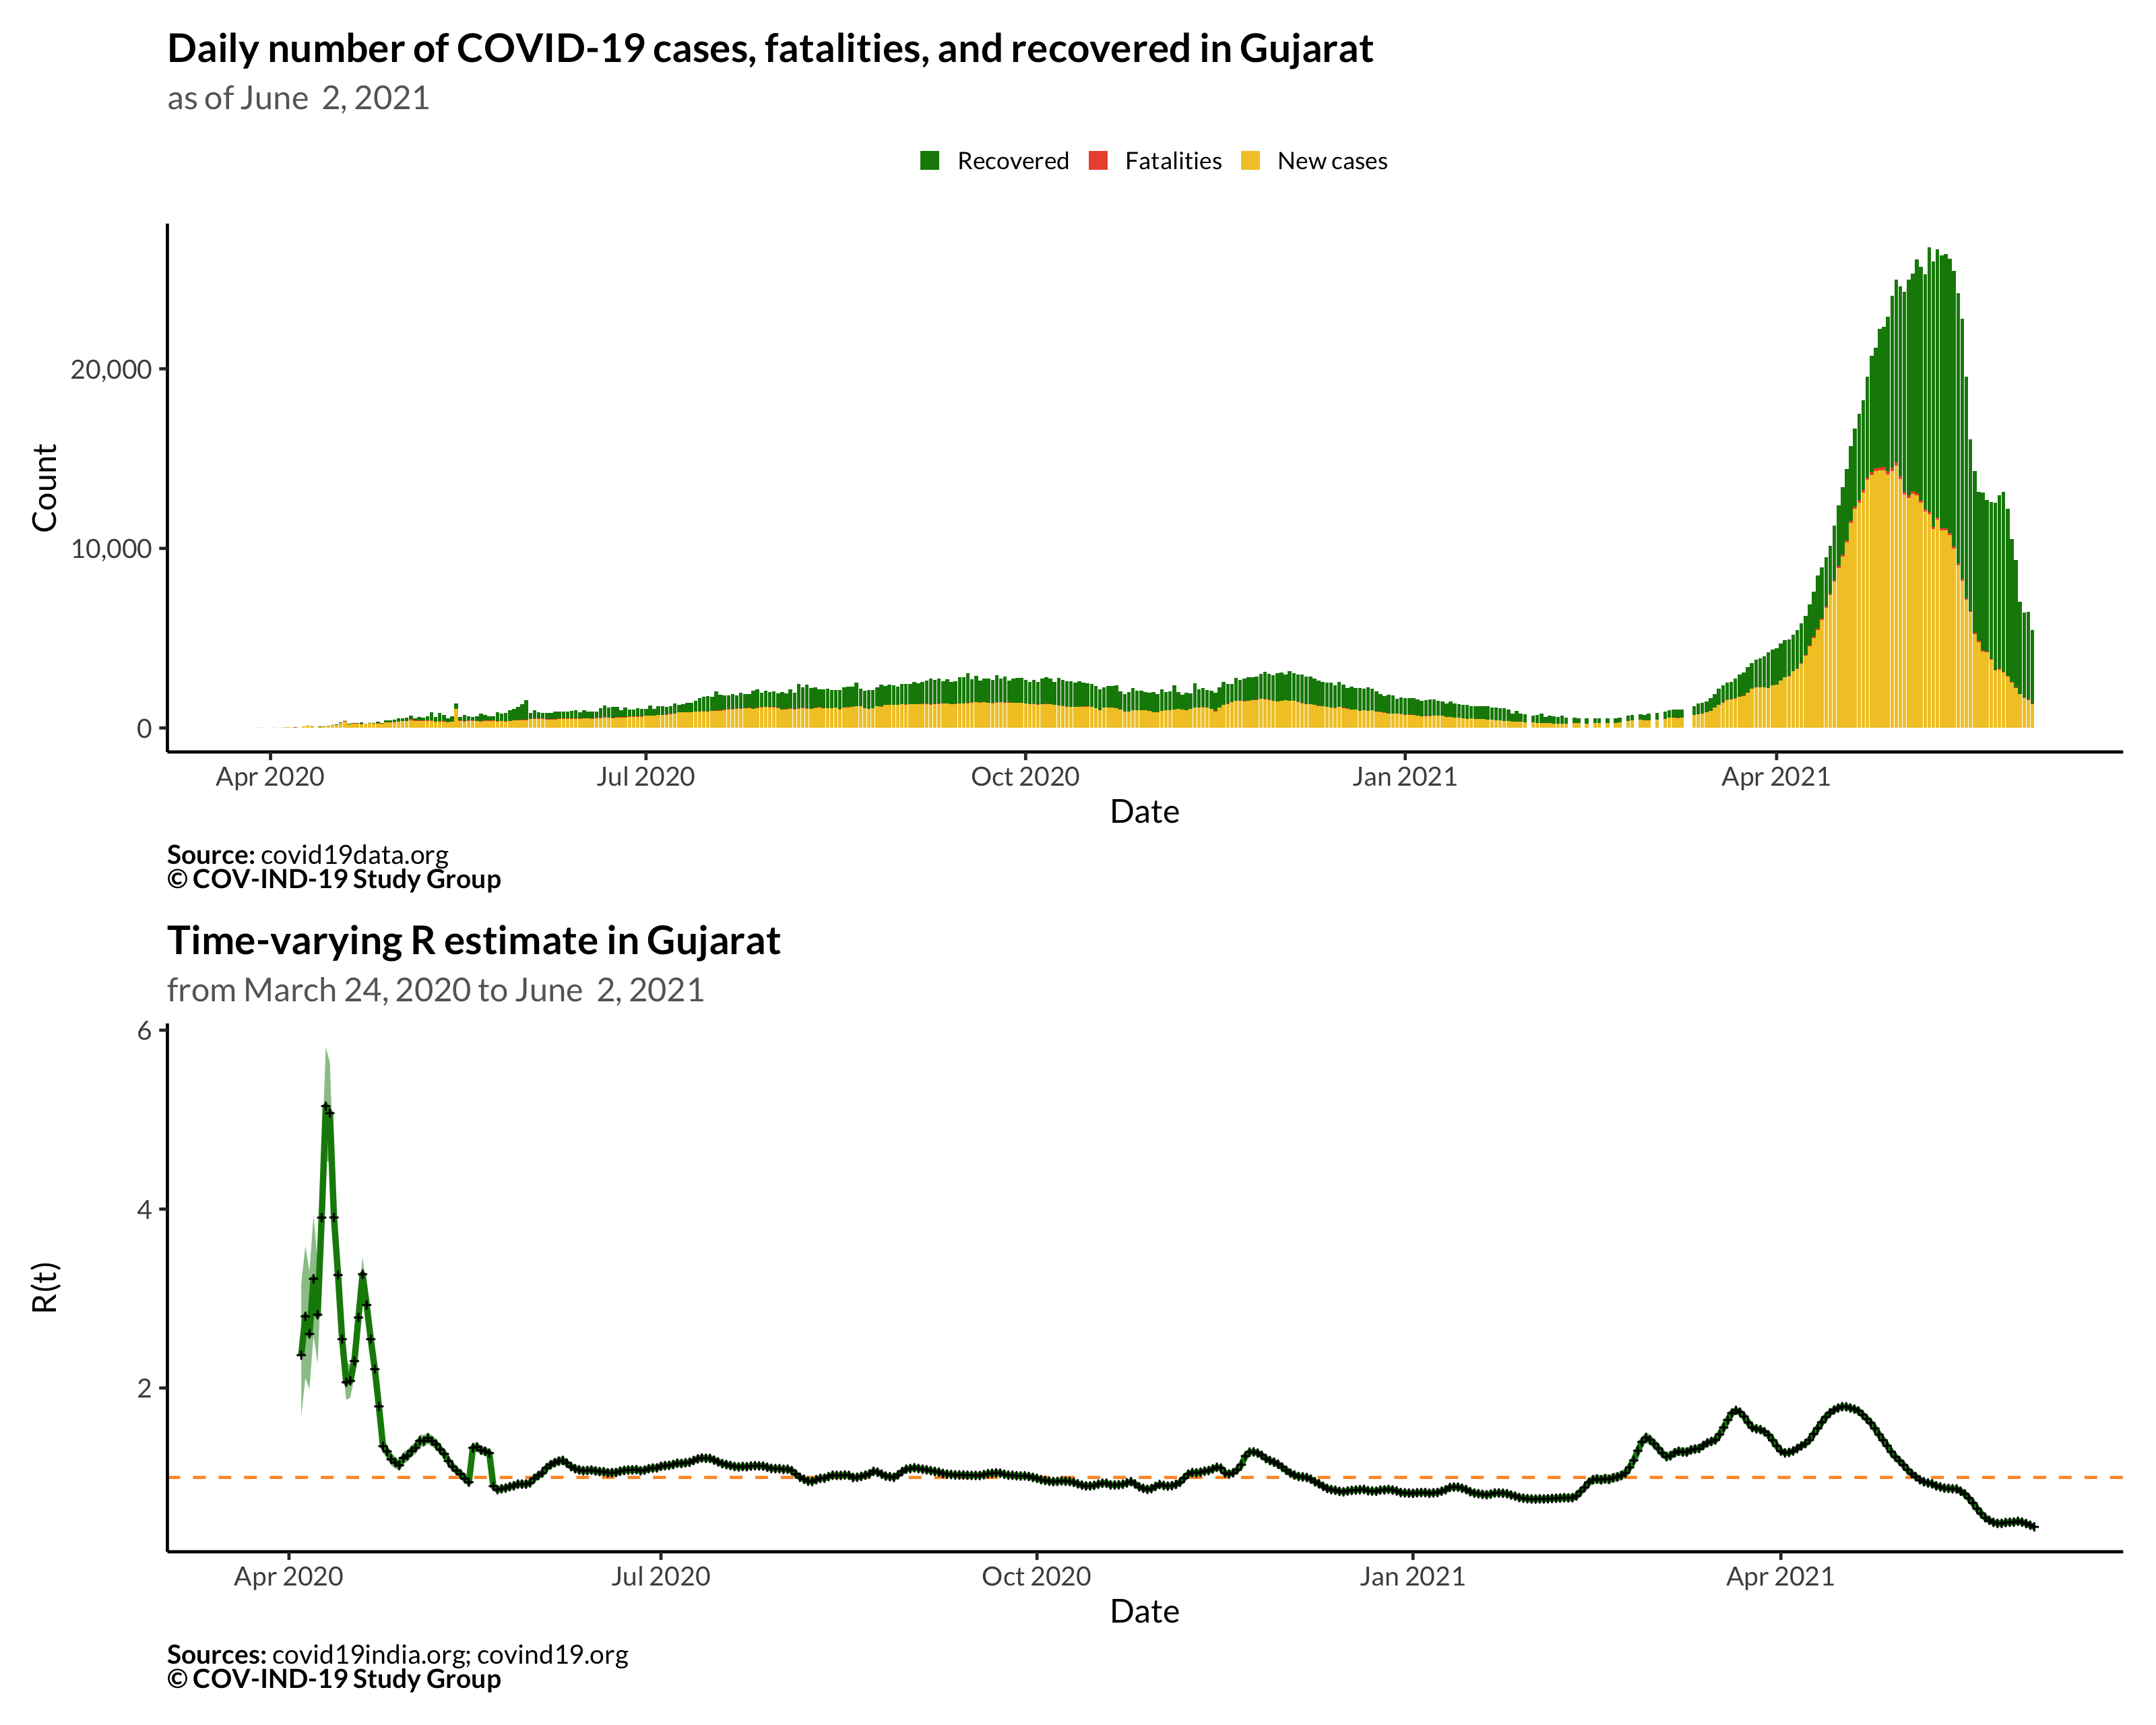 Daily number of COVID-19 cases, fatalities, and recovered in Gujarat
as of June  2, 2021
Recovered Fatalities New cases
Count
20,000
10,000
0
Apr 2020 Jul 2020 Oct 2020 Jan 2021 Apr 2021
Date
Source: covid19data.org
© COV-IND-19 Study Group
Time-varying R estimate in Gujarat
from March 24, 2020 to June  2, 2021
R(t)
6
4
2
Apr 2020 Jul 2020 Oct 2020 Jan 2021 Apr 2021
Date
Sources: covid19india.org; covind19.org
© COV-IND-19 Study Group